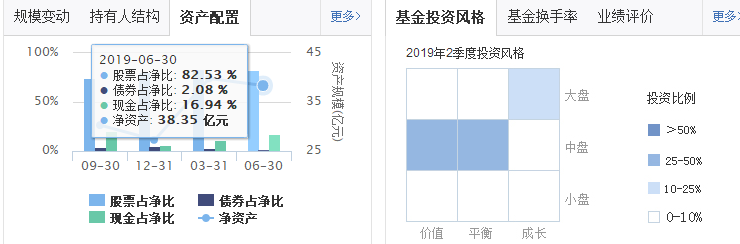 规模变动 持有人结构 资产配置 更多>
100% 45
2019-06-30
股票占净比: 82.53 %
债券占净比: 2.08 %
现金占净比: 16.94 %
净资产: 38.35 亿元
50% 35
0% 25
资产规模(亿元)
09-30 12-31 03-31 06-30
股票占净比 债券占净比
现金占净比 净资产
基金投资风格 基金换手率 业绩评价 更多>
2019年2季度投资风格
大盘
中盘
小盘
价值 平衡 成长
投资比例
>50%
25-50%
10-25%
0-10%